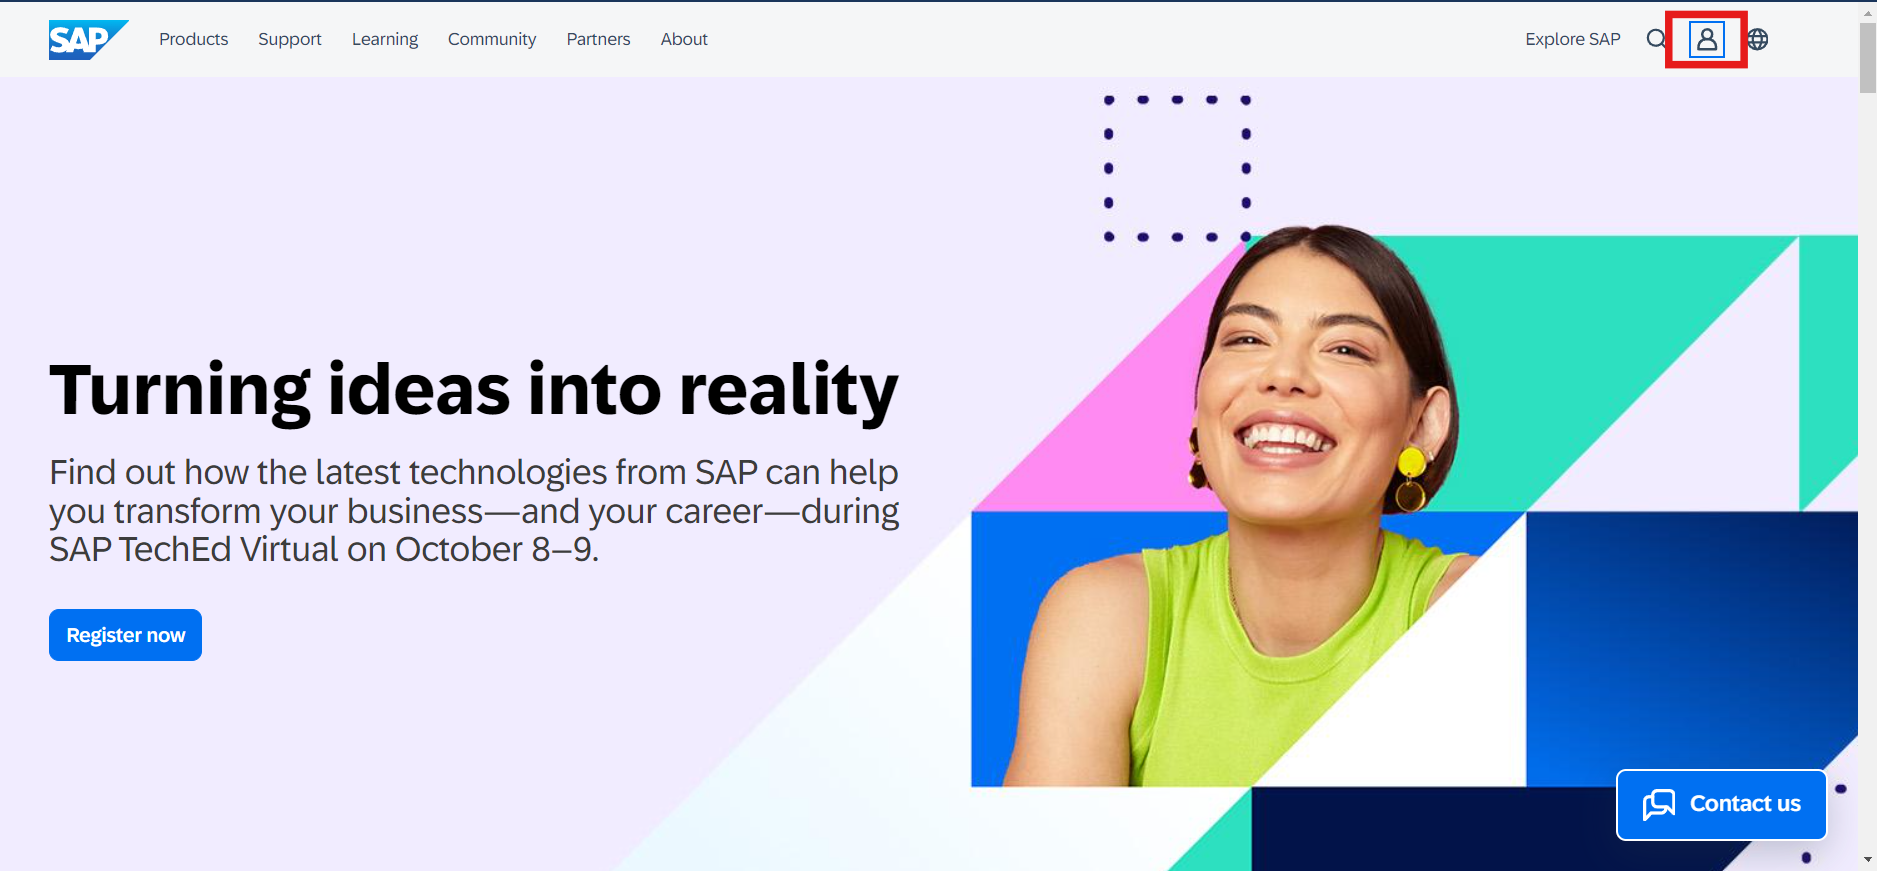 SAP Products Support Learning Community Partners About Explore SAP
Turning ideas into reality
Find out how the latest technologies from SAP can help
you transform your business—and your career—during
SAP TechEd Virtual on October 8–9.
Register now
Contact us